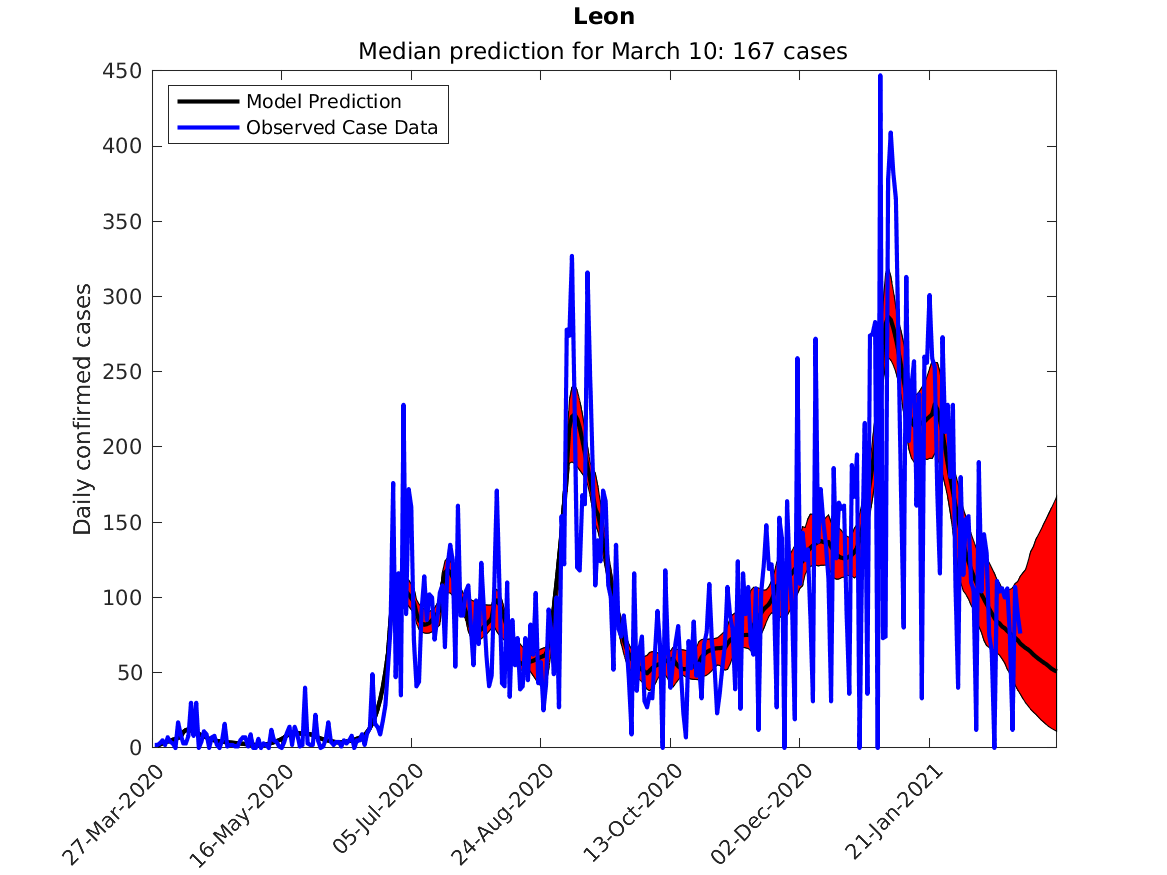 Leon
Median prediction for March 10: 167 cases
Model Prediction
Observed Case Data
Daily confirmed cases
450
400
350
300
250
200
150
100
50
0
27-Mar-2020
16-May-2020
05-Jul-2020
24-Aug-2020
13-Oct-2020
02-Dec-2020
21-Jan-2021